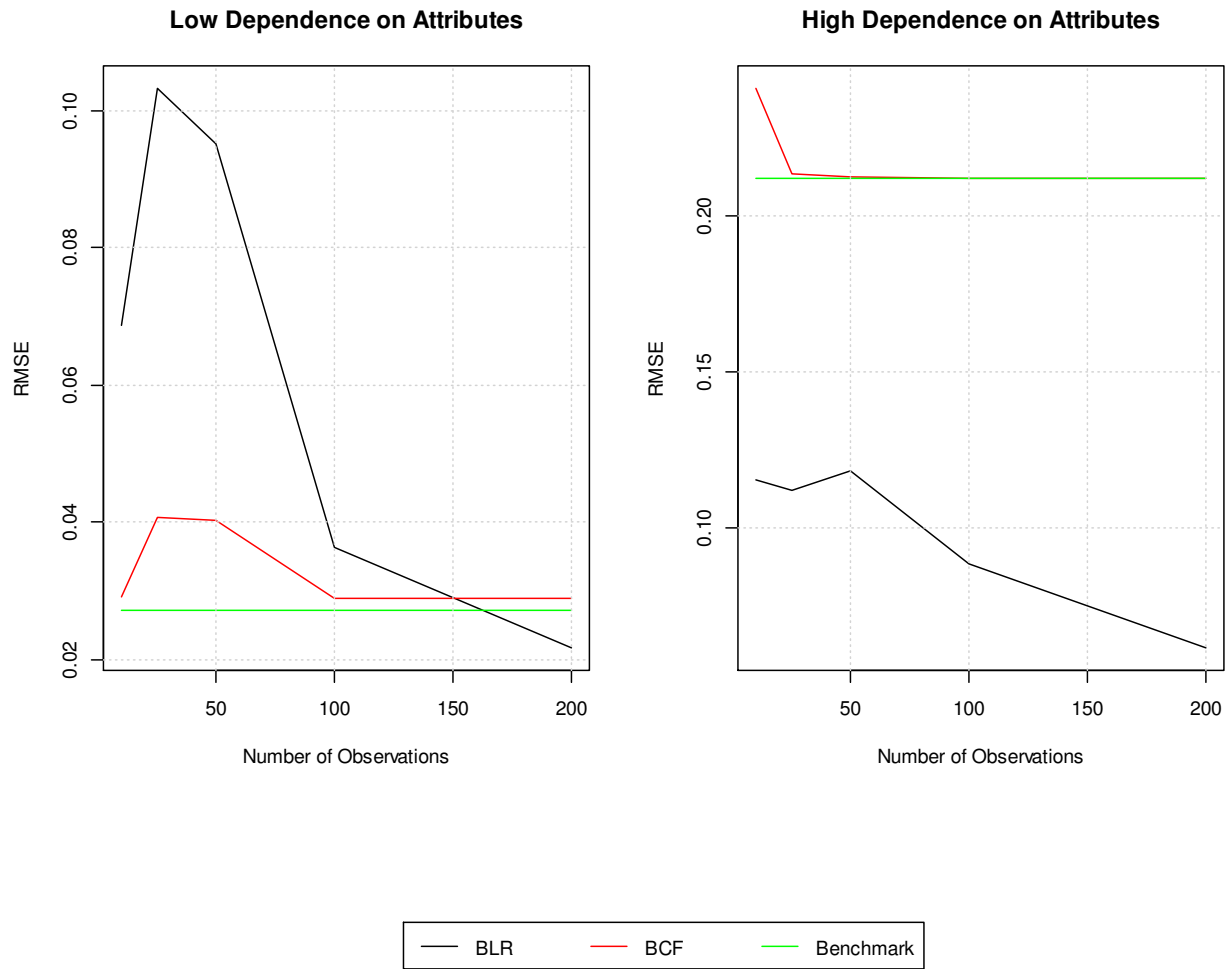 Low Dependence on Attributes
RMSE
0.10
0.08
0.06
0.04
0.02
50 100 150 200
Number of Observations
High Dependence on Attributes
RMSE
0.20
0.15
0.10
50 100 150 200
Number of Observations
BLR BCF Benchmark